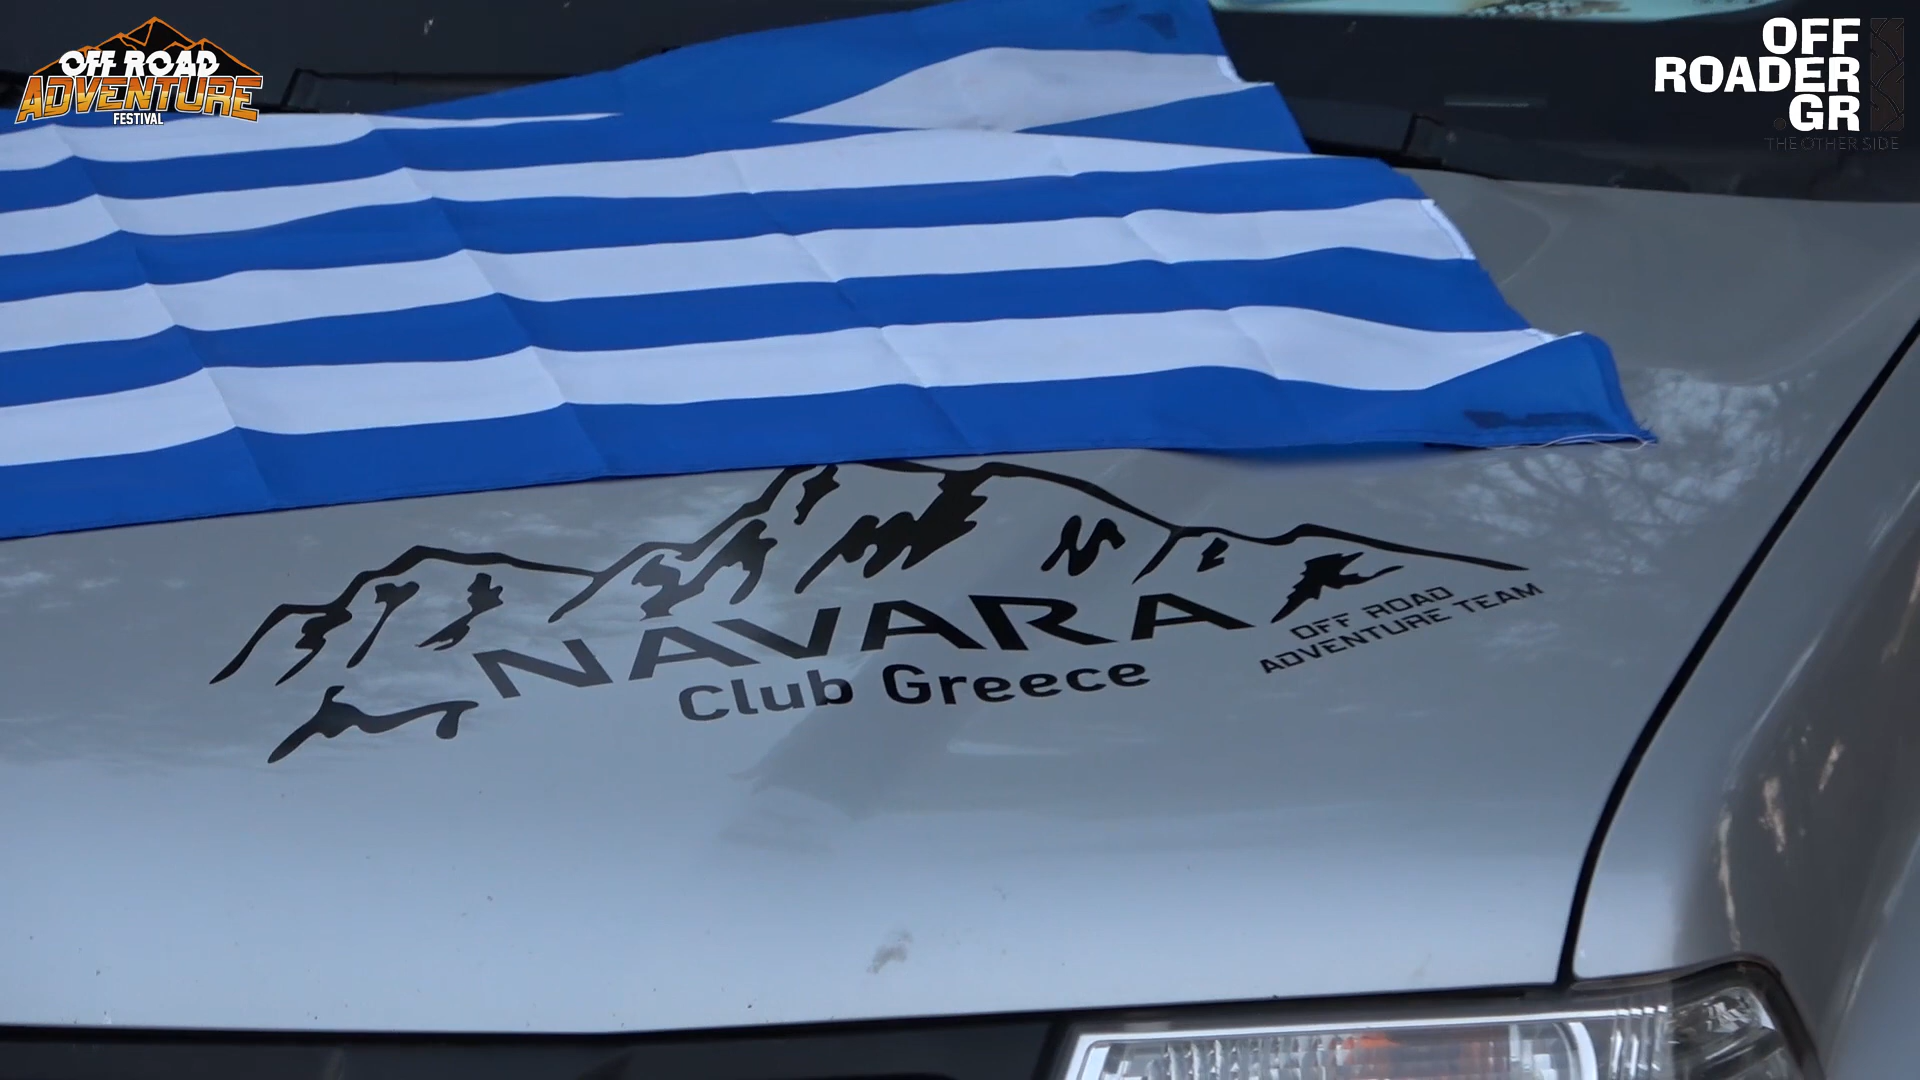 OFF ROAD
ADVENTURE
FESTIVAL
OFF
ROADER
.GR
THE OTHER SIDE
NAVARA
Club Greece
OFF ROAD
ADVENTURE TEAM